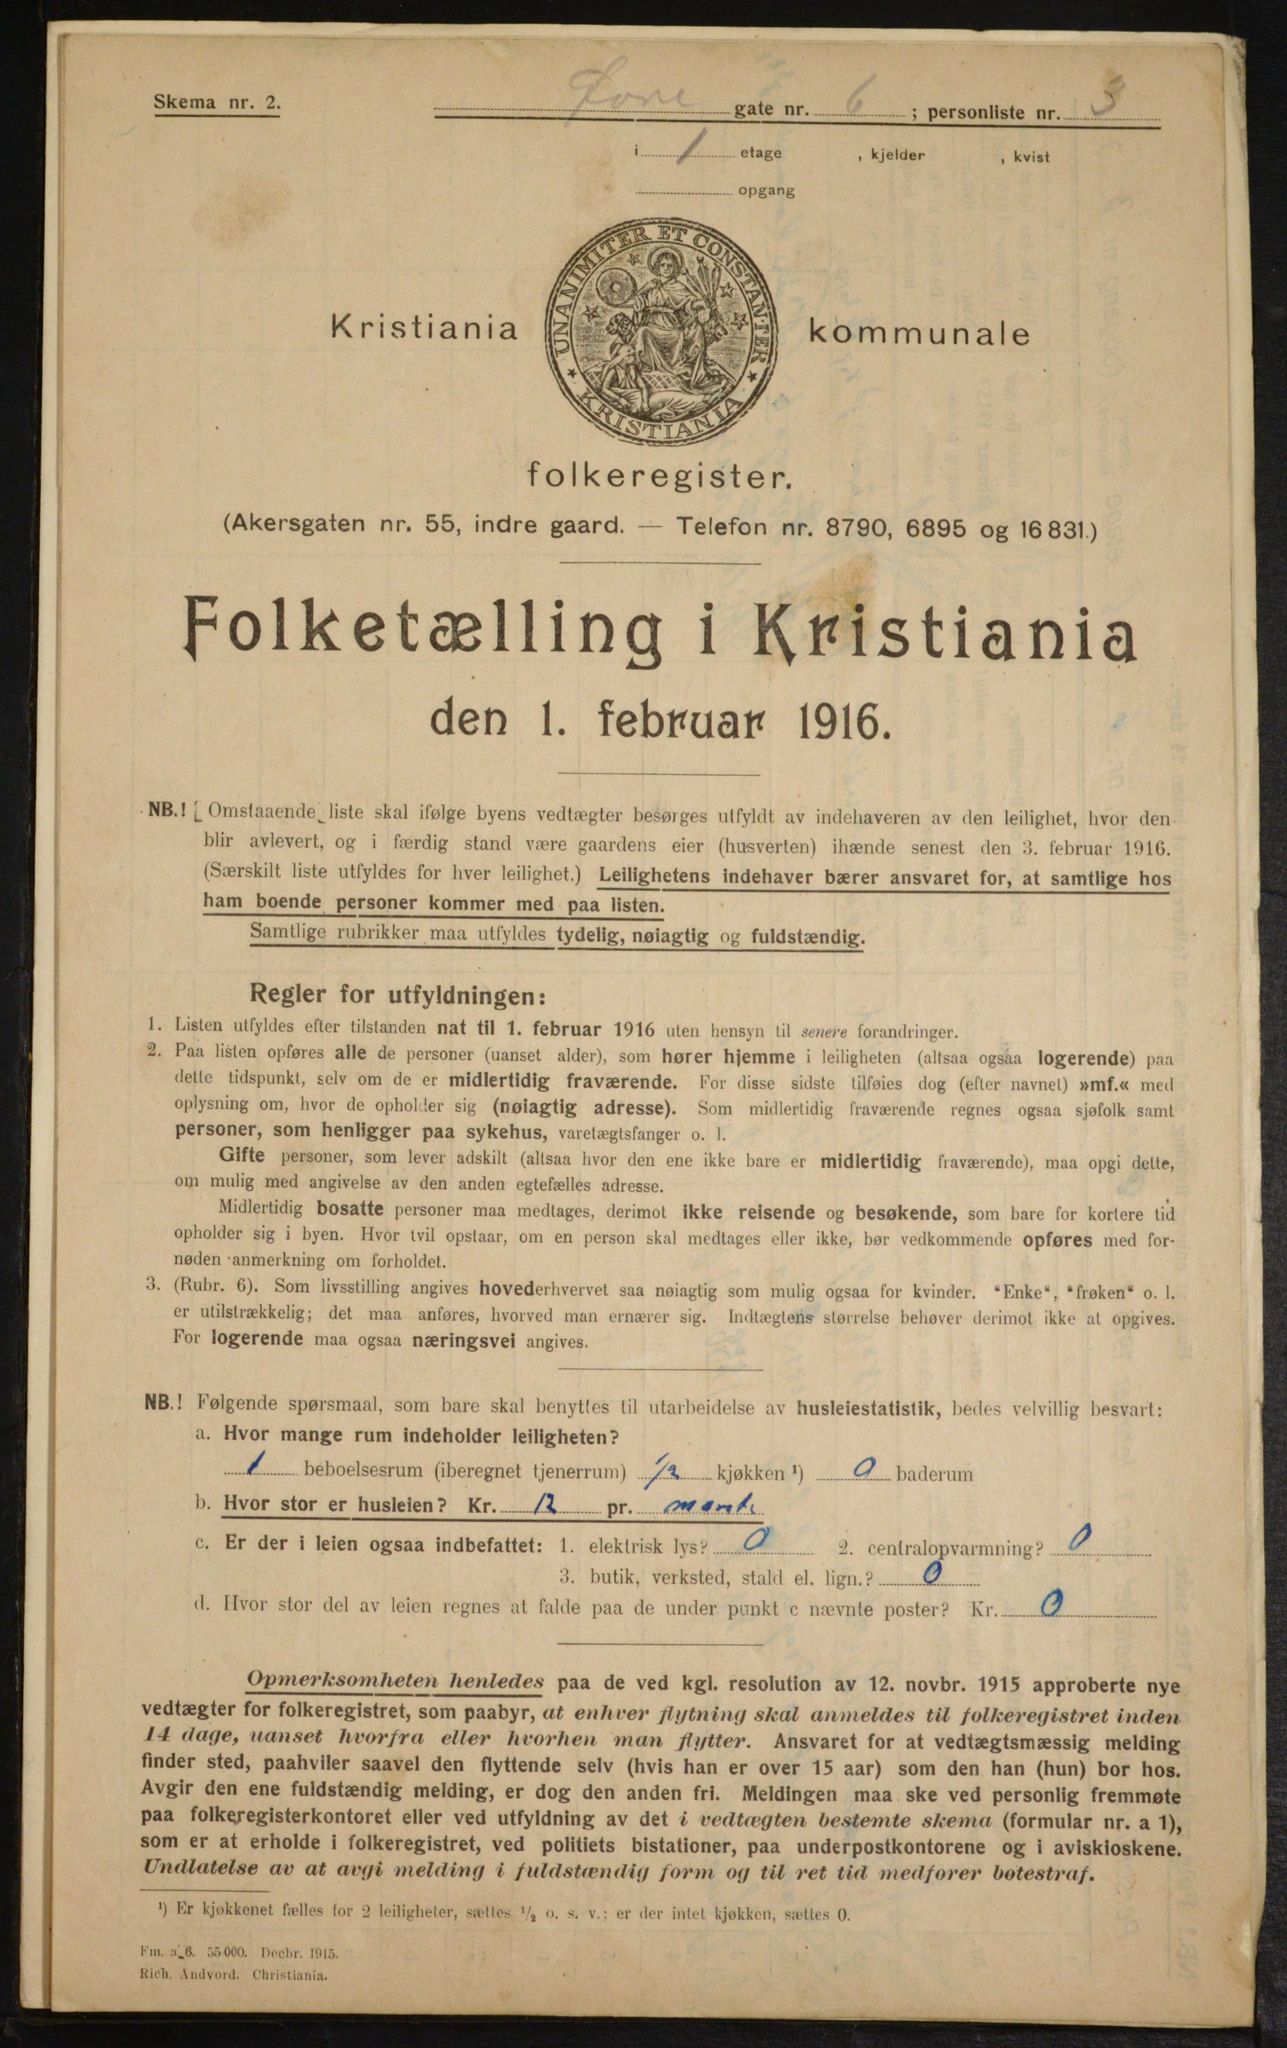 Skema nr. 2.
gate nr. 6 ; personliste nr. 3
i 1 etage , kjelder , kvist
opgang
UNANIMITER ET CONSTANTER
KRISTIANIA
Kristiania kommunale
folkeregister.
(Akersgaten nr. 55, indre gaard. — Telefon nr. 8790, 6895 og 16831.)
Folketælling i Kristiania
den 1. februar 1916.
NB.! Omstaaende liste skal ifølge byens vedtægter besørges utfyldt av indehaveren av den leilighet, hvor den
blir avlevert, og i færdig stand være gaardens eier (husverten) ihænde senest den 3. februar 1916.
(Særskilt liste utfyldes for hver leilighet.) Leilighetens indehaver bærer ansvaret for, at samtlige hos
ham boende personer kommer med paa listen.
Samtlige rubrikker maa utfyldes tydelig, nøiagtig og fuldstændig.
Regler for utfyldningen:
1. Listen utfyldes efter tilstanden nat til 1. februar 1916 uten hensyn til senere forandringer.
2. Paa listen opføres alle de personer (uanset alder), som hører hjemme i leiligheten (altsaa ogsaa logerende) paa
dette tidspunkt, selv om de er midlertidig fraværende. For disse sidste tilføies dog (efter navnet) »mf.« med
oplysning om, hvor de opholder sig (nøiagtig adresse). Som midlertidig fraværende regnes ogsaa sjøfolk samt
personer, som henligger paa sykehus, varetægtsfanger o. l.
Gifte personer, som lever adskilt (altsaa hvor den ene ikke bare er midlertidig fraværende), maa opgi dette,
om mulig med angivelse av den anden egtefælles adresse.
Midlertidig bosatte personer maa medtages, derimot ikke reisende og besøkende, som bare for kortere tid
opholder sig i byen. Hvor tvil opstaar, om en person skal medtages eller ikke, bør vedkommende opføres med for-
nøden anmerkning om forholdet.
3. (Rubr. 6). Som livsstilling angives hovederhvervet saa nøiagtig som mulig ogsaa for kvinder. "Enke", "frøken" o. l.
er utilstrækkelig; det maa anføres, hvorved man ernærer sig. Indtægtens størrelse behøver derimot ikke at opgives.
For logerende maa ogsaa næringsvei angives.
NB.! Følgende spørsmaal, som bare skal benyttes til utarbeidelse av husleiestatistik, bedes velvillig besvart:
a. Hvor mange rum indeholder leiligheten?
1 beboelsesrum (iberegnet tjenerrum) 1/2 kjøkken ¹) 0 baderum
b. Hvor stor er husleien? Kr. 12 pr.
c. Er der i leien ogsaa indbefattet: 1. elektrisk lys? 0 2. centralopvarmning? 0
3. butik, verksted, stald el. lign.? 0
d. Hvor stor del av leien regnes at falde paa de under punkt c nævnte poster? Kr. 0
Opmerksomheten henledes paa de ved kgl. resolution av 12. novbr. 1915 approberte nye
vedtægter for folkeregistret, som paabyr, at enhver flytning skal anmeldes til folkeregistret inden
14 dage, uanset hvorfra eller hvorhen man flytter. Ansvaret for at vedtægtsmæssig melding
finder sted, paahviler saavel den flyttende selv (hvis han er over 15 aar) som den han (hun) bor hos.
Avgir den ene fuldstændig melding, er dog den anden fri. Meldingen maa ske ved personlig fremmøte
paa folkeregisterkontoret eller ved utfyldning av det i vedtægten bestemte skema (formular nr. a 1),
som er at erholde i folkeregistret, ved politiets bistationer, paa underpostkontorene og i aviskioskene.
Undlatelse av at avgi melding i fuldstændig form og til ret tid medfører bøtestraf.
¹) Er kjøkkenet fælles for 2 leiligheter, sættes ½ o. s. v.; er der intet kjøkken, sættes 0.
Fm. a_6. 55000. Decbr. 1915.
Rich. Andvord. Christiania.